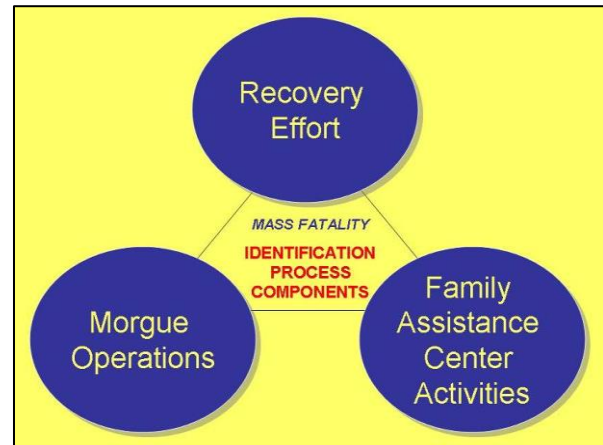 Recovery
Effort
MASS FATALITY
IDENTIFICATION
PROCESS
COMPONENTS
Morgue
Operations
Family
Assistance
Center
Activities